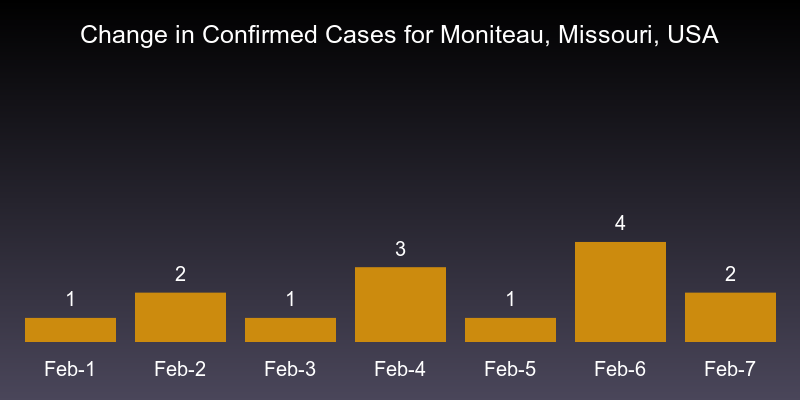 Change in Confirmed Cases for Moniteau, Missouri, USA
1 2 1 3 1 4 2
Feb-1 Feb-2 Feb-3 Feb-4 Feb-5 Feb-6 Feb-7